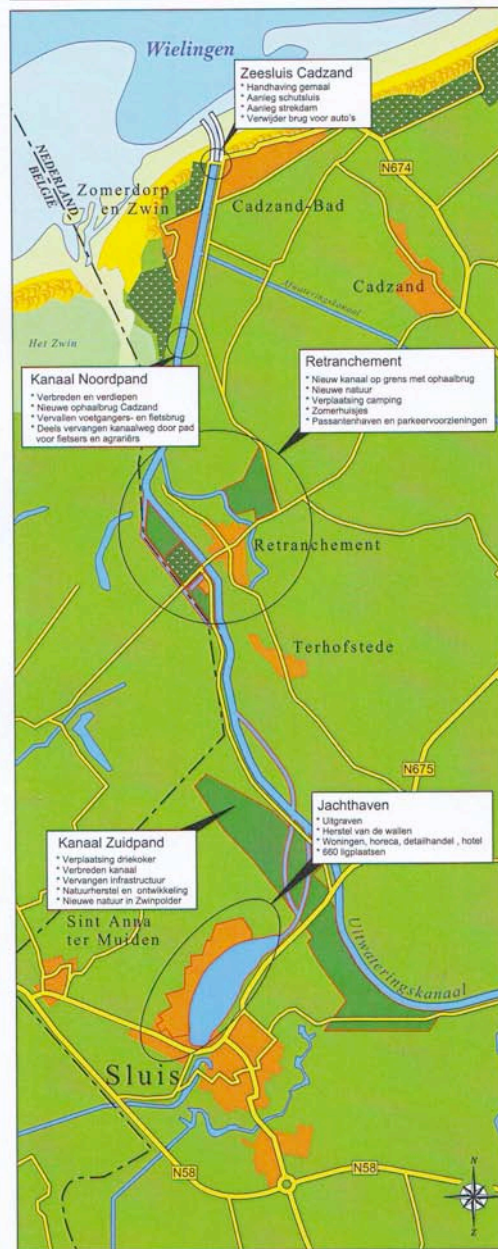 Wielingen
Zeesluis Cadzand
* Handhaving gemaal
* Aanleg schutsluis
* Aanleg strekdam
* Verwijder brug voor auto's
NEDERLAND
BELGIE
N674
Zomerdorp
en Zwin
Cadzand-Bad
Uitwateringskanaal
Cadzand
Het Zwin
Kanaal Noordpand
* Verbreden en verdiepen
* Nieuwe ophaalbrug Cadzand
* Vervallen voetgangers- en fietsbrug
* Deels vervangen kanaalweg door pad
voor fietsers en agrariërs
Retranchement
* Nieuw kanaal op grens met ophaalbrug
* Nieuwe natuur
* Verplaatsing camping
* Zomerhuisjes
* Passantenhaven en parkeervoorzieningen
Retranchement
Terhofstede
N675
Jachthaven
* Uitgraven
* Herstel van de wallen
* Woningen, horeca, detailhandel , hotel
* 660 ligplaatsen
Kanaal Zuidpand
* Verplaatsing driekoker
* Verbreden kanaal
* Vervangen infrastructuur
* Natuurherstel en ontwikkeling
* Nieuwe natuur in Zwinpolder
Sint Anna
ter Muiden
Uitwateringskanaal
Sluis
N58
N58
N
Z